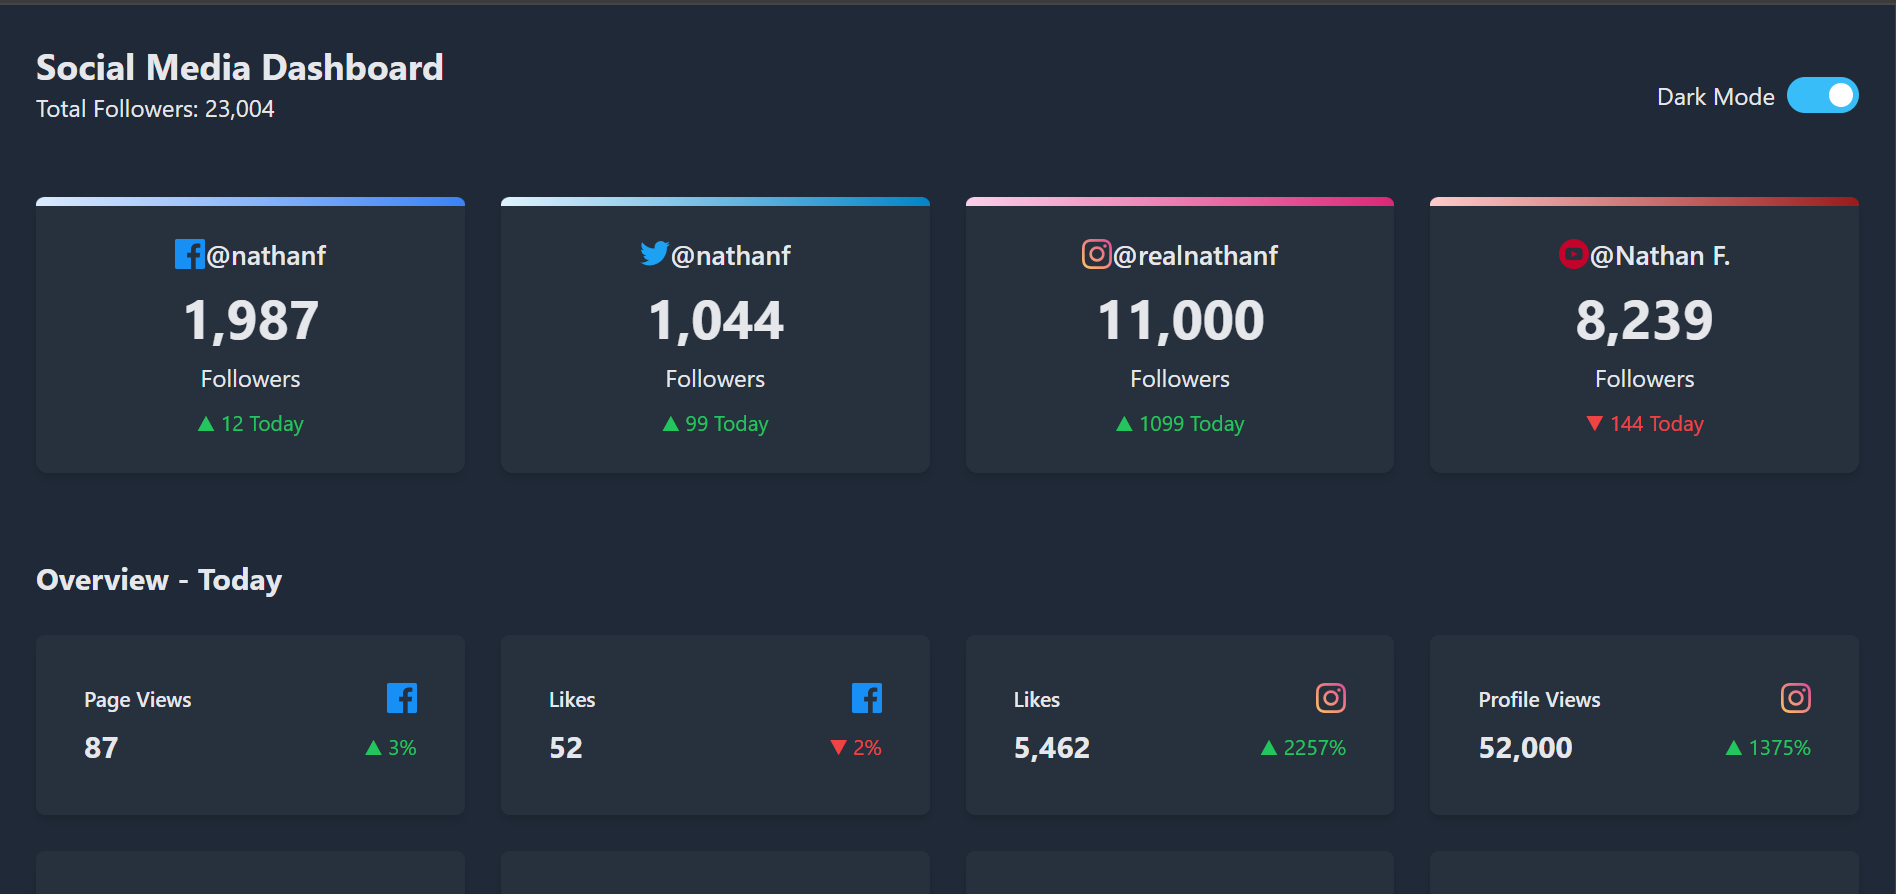 Social Media Dashboard
Total Followers: 23,004
Dark Mode
@nathanf
1,987
Followers
▲ 12 Today
@nathanf
1,044
Followers
▲ 99 Today
@realnathanf
11,000
Followers
▲ 1099 Today
@Nathan F.
8,239
Followers
▼ 144 Today
Overview - Today
Page Views
87
▲ 3%
Likes
52
▼ 2%
Likes
5,462
▲ 2257%
Profile Views
52,000
▲ 1375%